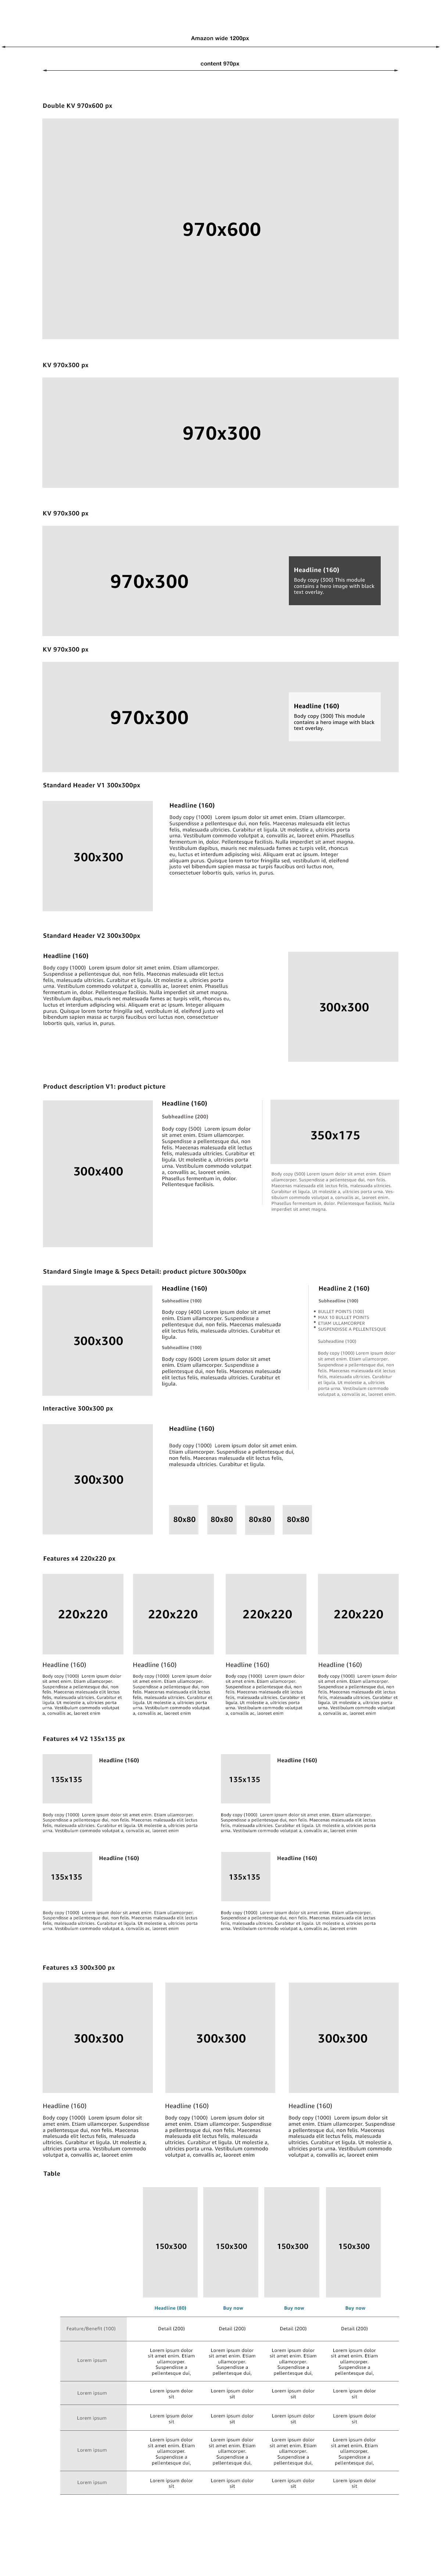 Amazon wide 1200px
content 970px
Double KV 970x600 px
970x600
KV 970x300 px
970x300
KV 970x300 px
970x300
Headline (160)
Body copy (300) This module
contains a hero image with black
text overlay.
KV 970x300 px
970x300
Headline (160)
Body copy (300) This module
contains a hero image with black
text overlay.
Standard Header V1 300x300px
300x300
Headline (160)
Body copy (1000)  Lorem ipsum dolor sit amet enim. Etiam ullamcorper.
Suspendisse a pellentesque dui, non felis. Maecenas malesuada elit lectus
felis, malesuada ultricies. Curabitur et ligula. Ut molestie a, ultricies porta
urna. Vestibulum commodo volutpat a, convallis ac, laoreet enim. Phasellus
fermentum in, dolor. Pellentesque facilisis. Nulla imperdiet sit amet magna.
Vestibulum dapibus, mauris nec malesuada fames ac turpis velit, rhoncus
eu, luctus et interdum adipiscing wisi. Aliquam erat ac ipsum. Integer
aliquam purus. Quisque lorem tortor fringilla sed, vestibulum id, eleifend
justo vel bibendum sapien massa ac turpis faucibus orci luctus non,
consectetuer lobortis quis, varius in, purus.
Standard Header V2 300x300px
Headline (160)
Body copy (1000)  Lorem ipsum dolor sit amet enim. Etiam ullamcorper.
Suspendisse a pellentesque dui, non felis. Maecenas malesuada elit lectus
felis, malesuada ultricies. Curabitur et ligula. Ut molestie a, ultricies porta
urna. Vestibulum commodo volutpat a, convallis ac, laoreet enim. Phasellus
fermentum in, dolor. Pellentesque facilisis. Nulla imperdiet sit amet magna.
Vestibulum dapibus, mauris nec malesuada fames ac turpis velit, rhoncus eu,
luctus et interdum adipiscing wisi. Aliquam erat ac ipsum. Integer aliquam
purus. Quisque lorem tortor fringilla sed, vestibulum id, eleifend justo vel
bibendum sapien massa ac turpis faucibus orci luctus non, consectetuer
lobortis quis, varius in, purus.
300x300
Product description V1: product picture
300x400
Headline (160)
Subheadline (200)
Body copy (500)  Lorem ipsum dolor
sit amet enim. Etiam ullamcorper.
Suspendisse a pellentesque dui, non
felis. Maecenas malesuada elit lectus
felis, malesuada ultricies. Curabitur et
ligula. Ut molestie a, ultricies porta
urna. Vestibulum commodo volutpat
a, convallis ac, laoreet enim.
Phasellus fermentum in, dolor.
Pellentesque facilisis.
350x175
Body copy (500) Lorem ipsum dolor sit amet enim. Etiam
ullamcorper. Suspendisse a pellentesque dui, non felis.
Maecenas malesuada elit lectus felis, malesuada ultricies.
Curabitur et ligula. Ut molestie a, ultricies porta urna. Ves-
tibulum commodo volutpat a, convallis ac, laoreet enim.
Phasellus fermentum in, dolor. Pellentesque facilisis. Nulla
imperdiet sit amet magna.
Standard Single Image & Specs Detail: product picture 300x300px
300x300
Headline (160)
Subheadline (100)
Body copy (400) Lorem ipsum dolor sit amet
enim. Etiam ullamcorper. Suspendisse a
pellentesque dui, non felis. Maecenas malesuada
elit lectus felis, malesuada ultricies. Curabitur et
ligula.
Subheadline (100)
Body copy (600) Lorem ipsum dolor sit amet
enim. Etiam ullamcorper. Suspendisse a
pellentesque dui, non felis. Maecenas malesuada
elit lectus felis, malesuada ultricies. Curabitur et
ligula.
Headline 2 (160)
Subheadline (100)
• BULLET POINTS (100)
• MAX 10 BULLET POINTS
• ETIAM ULLAMCORPER
• SUSPENDISSE A PELLENTESQUE
Subheadline (100)
Body copy (1000) Lorem ipsum dolor sit
amet enim. Etiam ullamcorper.
Suspendisse a pellentesque dui, non felis.
Maecenas malesuada elit lectus felis,
malesuada ultricies. Curabitur et
ligula. Ut molestie a, ultricies
porta urna. Vestibulum commodo
volutpat a, convallis ac, laoreet enim.
Interactive 300x300 px
300x300
Headline (160)
Body copy (1000)  Lorem ipsum dolor sit amet enim.
Etiam ullamcorper. Suspendisse a pellentesque dui,
non felis. Maecenas malesuada elit lectus felis,
malesuada ultricies. Curabitur et ligula.
80x80
80x80
80x80
80x80
Features x4 220x220 px
220x220
220x220
220x220
220x220
Headline (160)
Body copy (1000)  Lorem ipsum dolor
sit amet enim. Etiam ullamcorper.
Suspendisse a pellentesque dui, non
felis. Maecenas malesuada elit lectus
felis, malesuada ultricies. Curabitur et
ligula. Ut molestie a, ultricies porta
urna. Vestibulum commodo volutpat
a, convallis ac, laoreet enim
Headline (160)
Body copy (1000)  Lorem ipsum dolor
sit amet enim. Etiam ullamcorper.
Suspendisse a pellentesque dui, non
felis. Maecenas malesuada elit lectus
felis, malesuada ultricies. Curabitur et
ligula. Ut molestie a, ultricies porta
urna. Vestibulum commodo volutpat
a, convallis ac, laoreet enim
Headline (160)
Body copy (1000)  Lorem ipsum dolor
sit amet enim. Etiam ullamcorper.
Suspendisse a pellentesque dui, non
felis. Maecenas malesuada elit lectus
felis, malesuada ultricies. Curabitur et
ligula. Ut molestie a, ultricies porta
urna. Vestibulum commodo volutpat
a, convallis ac, laoreet enim
Headline (160)
Body copy (1000)  Lorem ipsum dolor
sit amet enim. Etiam ullamcorper.
Suspendisse a pellentesque dui, non
felis. Maecenas malesuada elit lectus
felis, malesuada ultricies. Curabitur et
ligula. Ut molestie a, ultricies porta
urna. Vestibulum commodo volutpat
a, convallis ac, laoreet enim
Features x4 V2 135x135 px
135x135
Headline (160)
Body copy (1000)  Lorem ipsum dolor sit amet enim. Etiam ullamcorper.
Suspendisse a pellentesque dui, non felis. Maecenas malesuada elit lectus
felis, malesuada ultricies. Curabitur et ligula. Ut molestie a, ultricies porta
urna. Vestibulum commodo volutpat a, convallis ac, laoreet enim
135x135
Headline (160)
Body copy (1000)  Lorem ipsum dolor sit amet enim. Etiam ullamcorper.
Suspendisse a pellentesque dui, non felis. Maecenas malesuada elit lectus
felis, malesuada ultricies. Curabitur et ligula. Ut molestie a, ultricies porta
urna. Vestibulum commodo volutpat a, convallis ac, laoreet enim
135x135
Headline (160)
Body copy (1000)  Lorem ipsum dolor sit amet enim. Etiam ullamcorper.
Suspendisse a pellentesque dui, non felis. Maecenas malesuada elit lectus
felis, malesuada ultricies. Curabitur et ligula. Ut molestie a, ultricies porta
urna. Vestibulum commodo volutpat a, convallis ac, laoreet enim
135x135
Headline (160)
Body copy (1000)  Lorem ipsum dolor sit amet enim. Etiam ullamcorper.
Suspendisse a pellentesque dui, non felis. Maecenas malesuada elit lectus
felis, malesuada ultricies. Curabitur et ligula. Ut molestie a, ultricies porta
urna. Vestibulum commodo volutpat a, convallis ac, laoreet enim
Features x3 300x300 px
300x300
300x300
300x300
Headline (160)
Body copy (1000)  Lorem ipsum dolor sit
amet enim. Etiam ullamcorper. Suspendisse
a pellentesque dui, non felis. Maecenas
malesuada elit lectus felis, malesuada
ultricies. Curabitur et ligula. Ut molestie a,
ultricies porta urna. Vestibulum commodo
volutpat a, convallis ac, laoreet enim
Headline (160)
Body copy (1000)  Lorem ipsum dolor sit
amet enim. Etiam ullamcorper. Suspendisse
a pellentesque dui, non felis. Maecenas
malesuada elit lectus felis, malesuada
ultricies. Curabitur et ligula. Ut molestie a,
ultricies porta urna. Vestibulum commodo
volutpat a, convallis ac, laoreet enim
Headline (160)
Body copy (1000)  Lorem ipsum dolor sit
amet enim. Etiam ullamcorper. Suspendisse
a pellentesque dui, non felis. Maecenas
malesuada elit lectus felis, malesuada
ultricies. Curabitur et ligula. Ut molestie a,
ultricies porta urna. Vestibulum commodo
volutpat a, convallis ac, laoreet enim
Table
150x300
150x300
150x300
150x300
Headline (80)
Buy now
Buy now
Buy now
Feature/Benefit (100)
Detail (200)
Detail (200)
Detail (200)
Detail (200)
Lorem ipsum
Lorem ipsum dolor
sit amet enim. Etiam
ullamcorper.
Suspendisse a
pellentesque dui,
Lorem ipsum dolor
sit amet enim. Etiam
ullamcorper.
Suspendisse a
pellentesque dui,
Lorem ipsum dolor
sit amet enim. Etiam
ullamcorper.
Suspendisse a
pellentesque dui,
Lorem ipsum dolor
sit amet enim. Etiam
ullamcorper.
Suspendisse a
pellentesque dui,
Lorem ipsum
Lorem ipsum dolor
sit
Lorem ipsum dolor
sit
Lorem ipsum dolor
sit
Lorem ipsum dolor
sit
Lorem ipsum
Lorem ipsum dolor
sit
Lorem ipsum dolor
sit
Lorem ipsum dolor
sit
Lorem ipsum dolor
sit
Lorem ipsum
Lorem ipsum dolor
sit amet enim. Etiam
ullamcorper.
Suspendisse a
pellentesque dui,
Lorem ipsum dolor
sit amet enim. Etiam
ullamcorper.
Suspendisse a
pellentesque dui,
Lorem ipsum dolor
sit amet enim. Etiam
ullamcorper.
Suspendisse a
pellentesque dui,
Lorem ipsum dolor
sit amet enim. Etiam
ullamcorper.
Suspendisse a
pellentesque dui,
Lorem ipsum
Lorem ipsum dolor
sit
Lorem ipsum dolor
sit
Lorem ipsum dolor
sit
Lorem ipsum dolor
sit